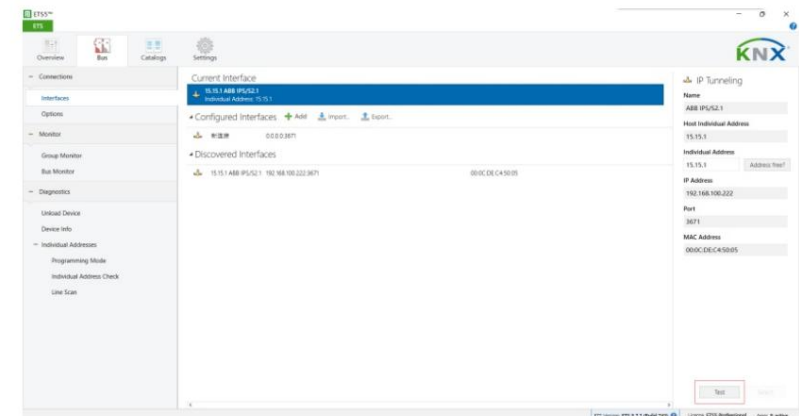 ETS5™
ETS
Overview
Bus
Catalogs
Settings
KNX
Connections
Interfaces
Options
Monitor
Group Monitor
Bus Monitor
Diagnostics
Unload Device
Device Info
Individual Addresses
Programming Mode
Individual Address Check
Line Scan
Current Interface
15.15.1 ABB IPS/S2.1
Individual Address: 15.15.1
Configured Interfaces Add Import... Export...
新连接 0.0.0.0:3671
Discovered Interfaces
15.15.1 ABB IPS/S2.1 192.168.100.222:3671 00:0C:DE:C4:50:05
IP Tunneling
Name
ABB IPS/S2.1
Host Individual Address
15.15.1
Individual Address
15.15.1 Address free?
IP Address
192.168.100.222
Port
3671
MAC Address
00:0C:DE:C4:50:05
Test